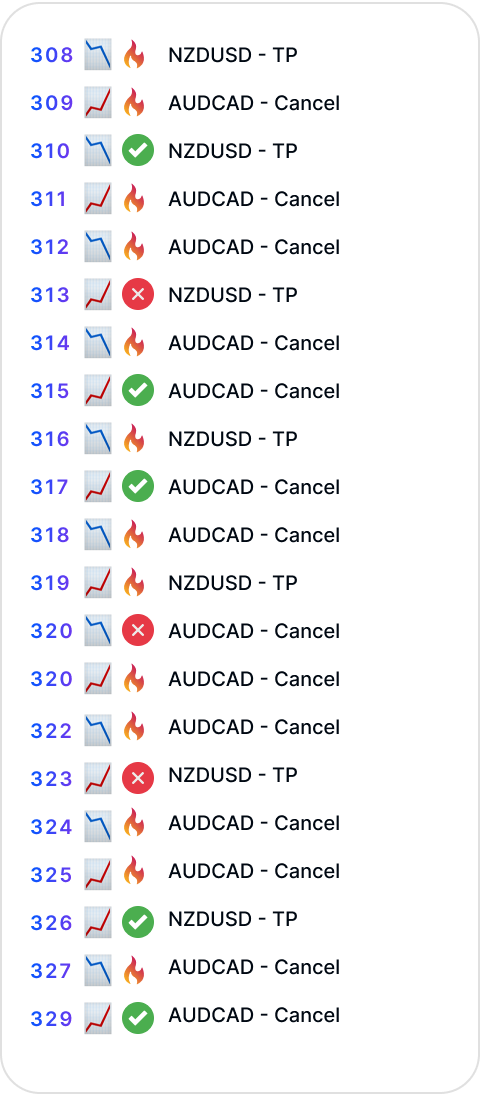 308 NZDUSD - TP
309 AUDCAD - Cancel
310 NZDUSD - TP
311 AUDCAD - Cancel
312 AUDCAD - Cancel
313 NZDUSD - TP
314 AUDCAD - Cancel
315 AUDCAD - Cancel
316 NZDUSD - TP
317 AUDCAD - Cancel
318 AUDCAD - Cancel
319 NZDUSD - TP
320 AUDCAD - Cancel
320 AUDCAD - Cancel
322 AUDCAD - Cancel
323 NZDUSD - TP
324 AUDCAD - Cancel
325 AUDCAD - Cancel
326 NZDUSD - TP
327 AUDCAD - Cancel
329 AUDCAD - Cancel